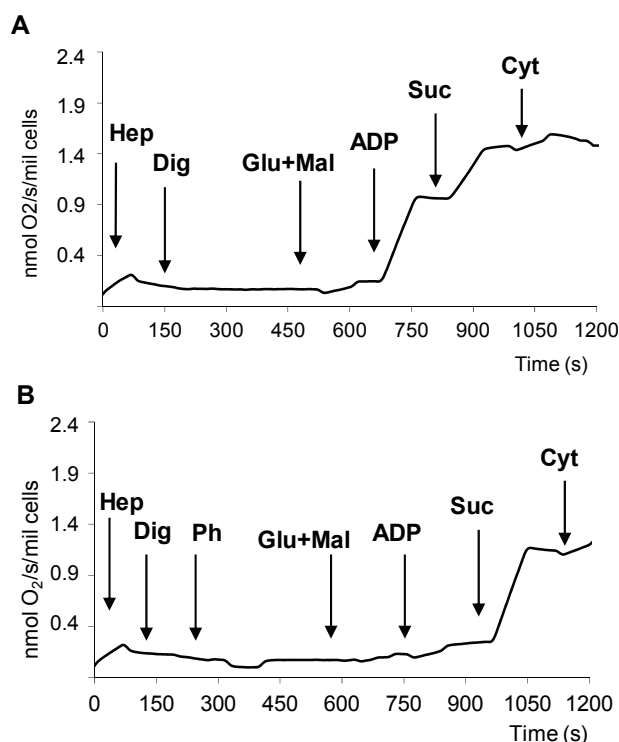 A
2.4
1.9
1.4
0.9
0.4
nmol O2/s/mil cells
Hep
Dig
Glu+Mal
ADP
Suc
Cyt
0 150 300 450 600 750 900 1050 1200
Time (s)
B
2.4
1.9
1.4
0.9
0.4
nmol O₂/s/mil cells
Hep
Dig
Ph
Glu+Mal
ADP
Suc
Cyt
0 150 300 450 600 750 900 1050 1200
Time (s)